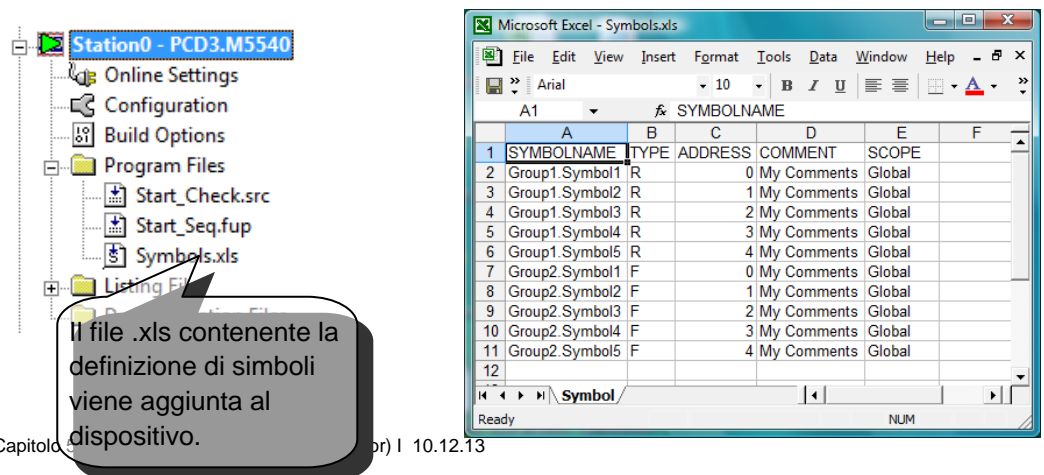 Station0 - PCD3.M5540
Online Settings
Configuration
Build Options
Program Files
Start_Check.src
Start_Seq.fup
Symbols.xls
Listing Fi
Il file .xls contenente la
definizione di simboli
viene aggiunta al
dispositivo.
Capitolo 5 or) I 10.12.13
Microsoft Excel - Symbols.xls
File Edit View Insert Format Tools Data Window Help
Arial 10 B I U A
A1 fx SYMBOLNAME
A B C D E F
1 SYMBOLNAME TYPE ADDRESS COMMENT SCOPE
2 Group1.Symbol1 R 0 My Comments Global
3 Group1.Symbol2 R 1 My Comments Global
4 Group1.Symbol3 R 2 My Comments Global
5 Group1.Symbol4 R 3 My Comments Global
6 Group1.Symbol5 R 4 My Comments Global
7 Group2.Symbol1 F 0 My Comments Global
8 Group2.Symbol2 F 1 My Comments Global
9 Group2.Symbol3 F 2 My Comments Global
10 Group2.Symbol4 F 3 My Comments Global
11 Group2.Symbol5 F 4 My Comments Global
12
Symbol
Ready NUM